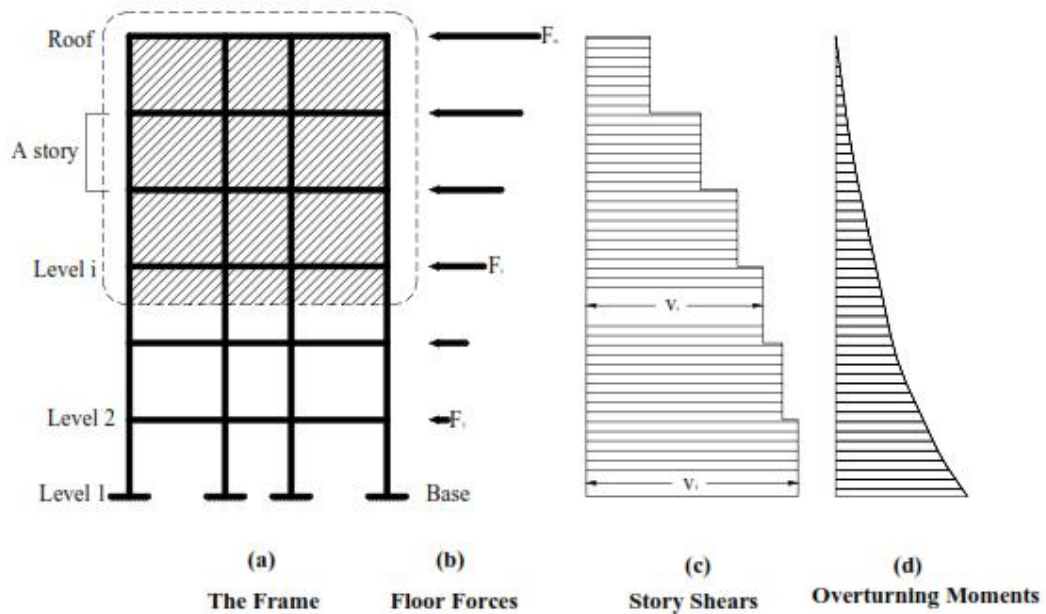 Roof
F
A story
Level i
F
V
Level 2
F
Level 1
Base
V
(a)
(b)
(c)
(d)
The Frame
Floor Forces
Story Shears
Overturning Moments